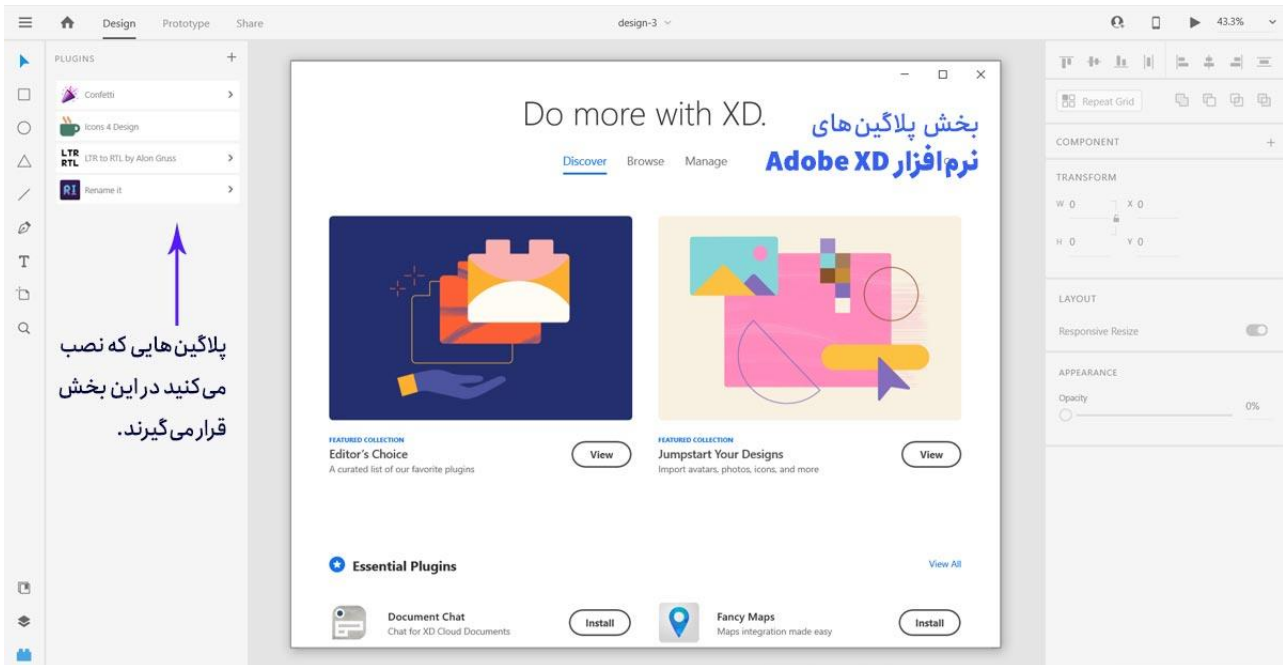 Design Prototype Share design-3 43.3%
PLUGINS +
Confetti
Icons 4 Design
LTR RTL LTR to RTL by Alon Gruss
RI Rename it
پلاگین‌هایی که نصب
می‌کنید در این بخش
قرار می‌گیرند.
Do more with XD.
بخش پلاگین‌های
نرم‌افزار Adobe XD
Discover Browse Manage
FEATURED COLLECTION
Editor's Choice
A curated list of our favorite plugins
View
FEATURED COLLECTION
Jumpstart Your Designs
Import avatars, photos, icons, and more
View
Essential Plugins
View All
Document Chat
Chat for XD Cloud Documents
Install
Fancy Maps
Maps integration made easy
Install
Repeat Grid
COMPONENT +
TRANSFORM
W 0 X 0
H 0 Y 0
LAYOUT
Responsive Resize
APPEARANCE
Opacity
0%